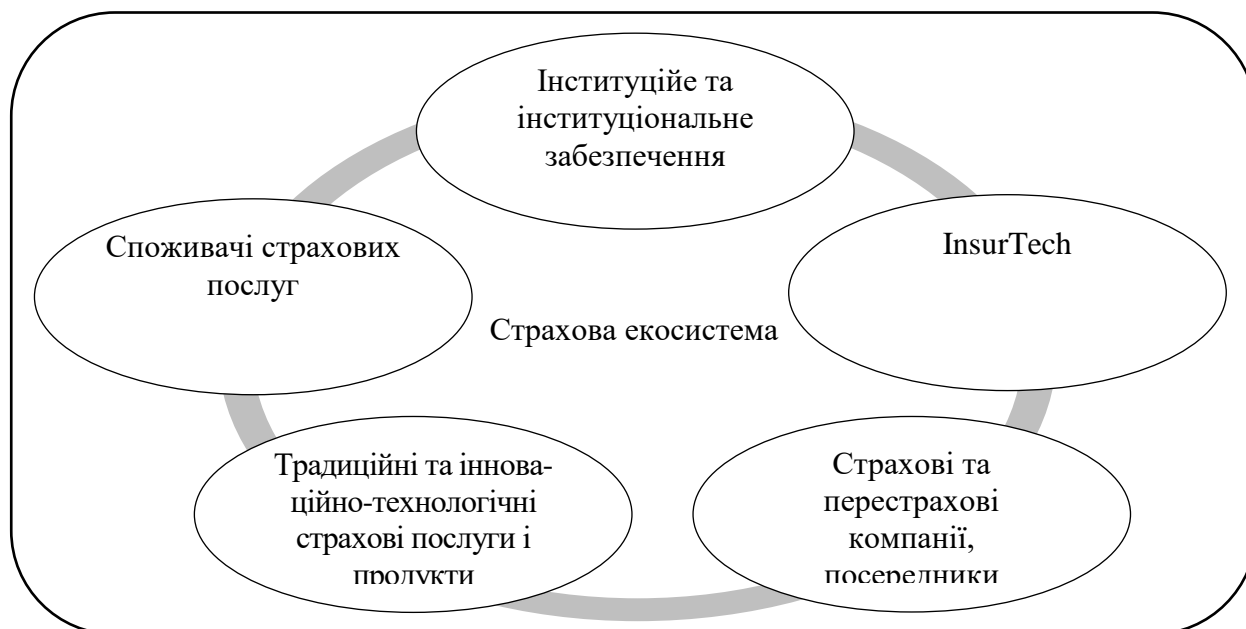 Інституційе та
інституціональне
забезпечення
Споживачі страхових
послуг
InsurTech
Страхова екосистема
Традиційні та іннова-
ційно-технологічні
страхові послуги і
продукти
Страхові та
перестрахові
компанії,
посередники